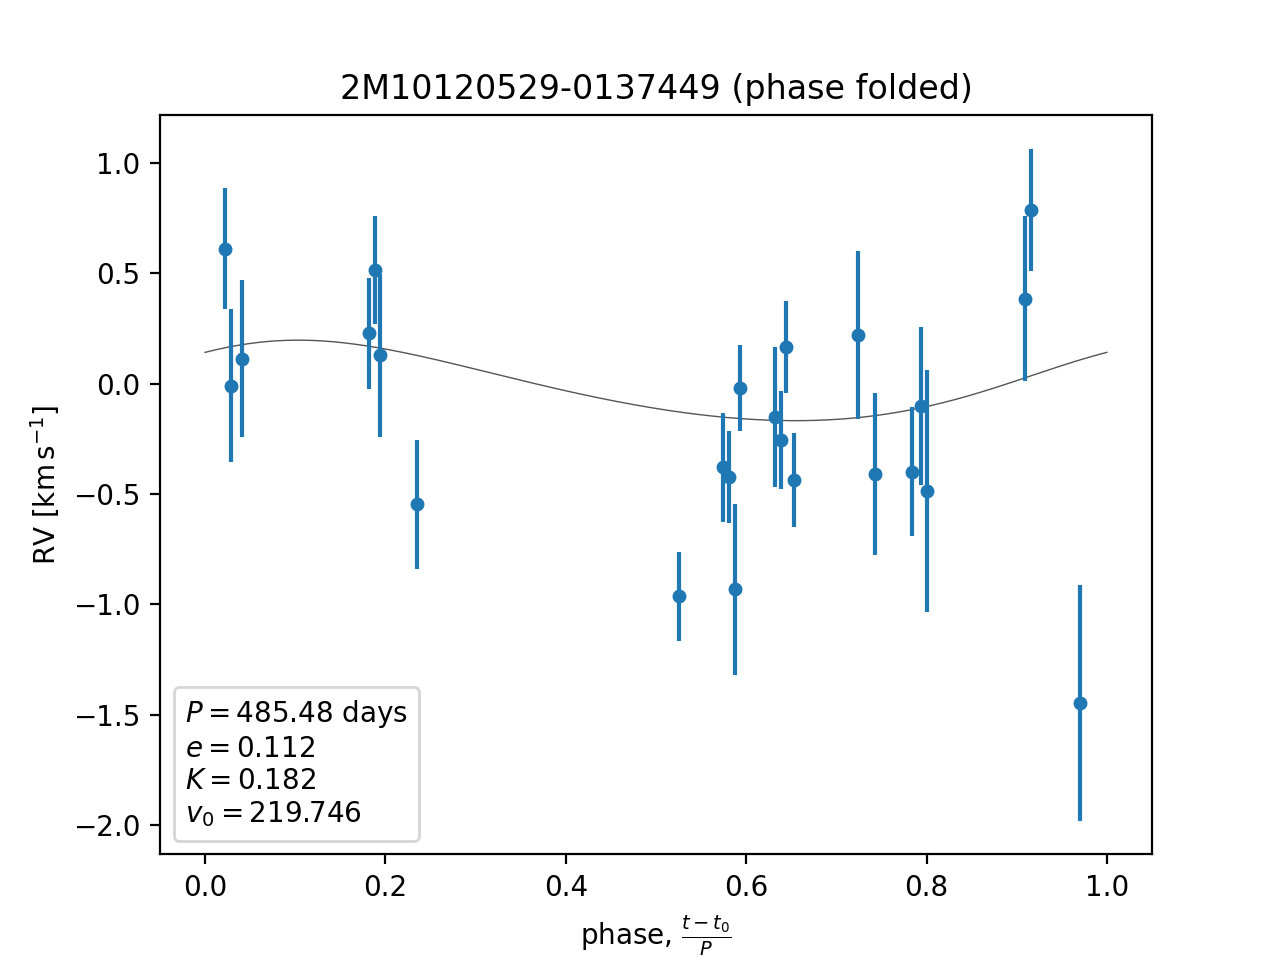 2M10120529-0137449 (phase folded)
RV [km s⁻¹]
1.0
0.5
0.0
−0.5
−1.0
−1.5
−2.0
P = 485.48 days
e = 0.112
K = 0.182
v₀ = 219.746
0.0 0.2 0.4 0.6 0.8 1.0
phase, (t − t₀)/P